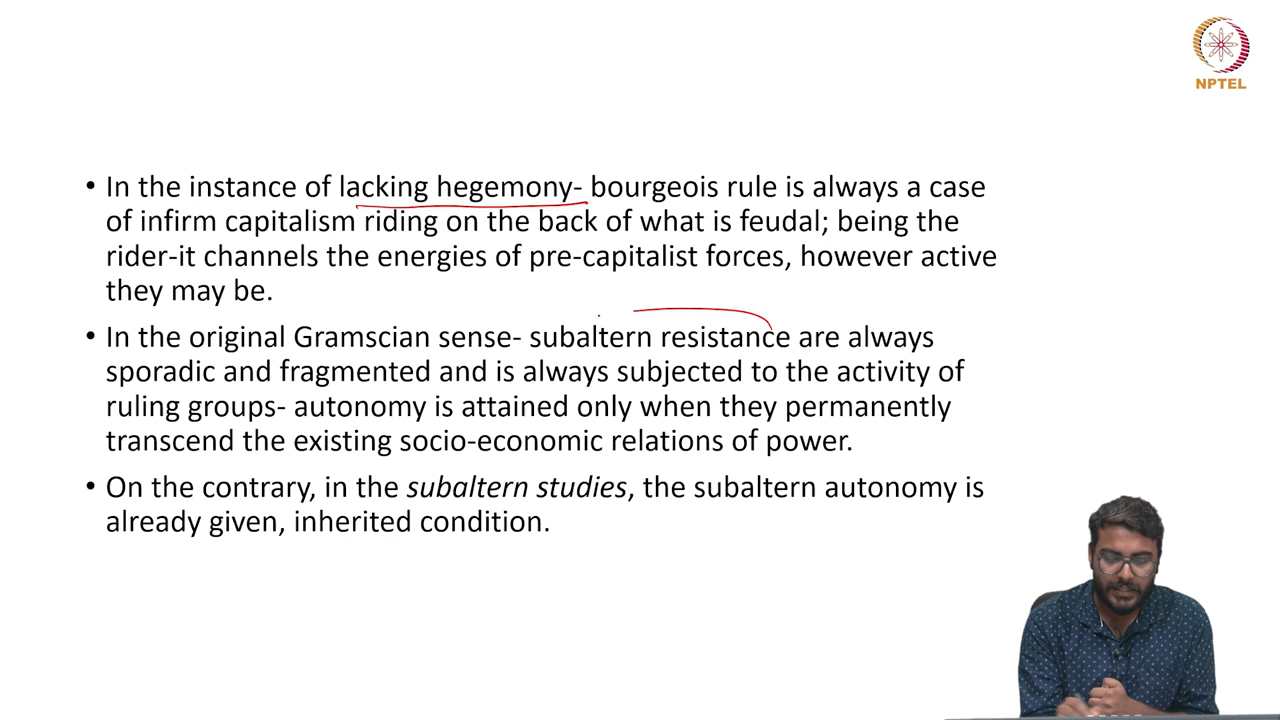 NPTEL
• In the instance of lacking hegemony- bourgeois rule is always a case
of infirm capitalism riding on the back of what is feudal; being the
rider-it channels the energies of pre-capitalist forces, however active
they may be.
• In the original Gramscian sense- subaltern resistance are always
sporadic and fragmented and is always subjected to the activity of
ruling groups- autonomy is attained only when they permanently
transcend the existing socio-economic relations of power.
• On the contrary, in the subaltern studies, the subaltern autonomy is
already given, inherited condition.